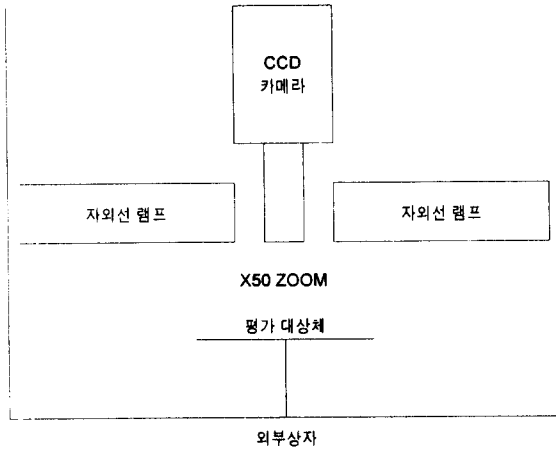 CCD
카메라
자외선 램프
자외선 램프
X50 ZOOM
평가 대상체
외부상자